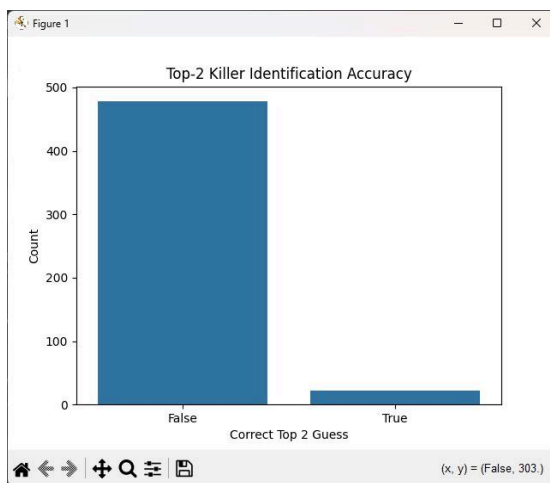 Figure 1
Top-2 Killer Identification Accuracy
500
400
300
200
100
0
Count
False
True
Correct Top 2 Guess
(x, y) = (False, 303.)